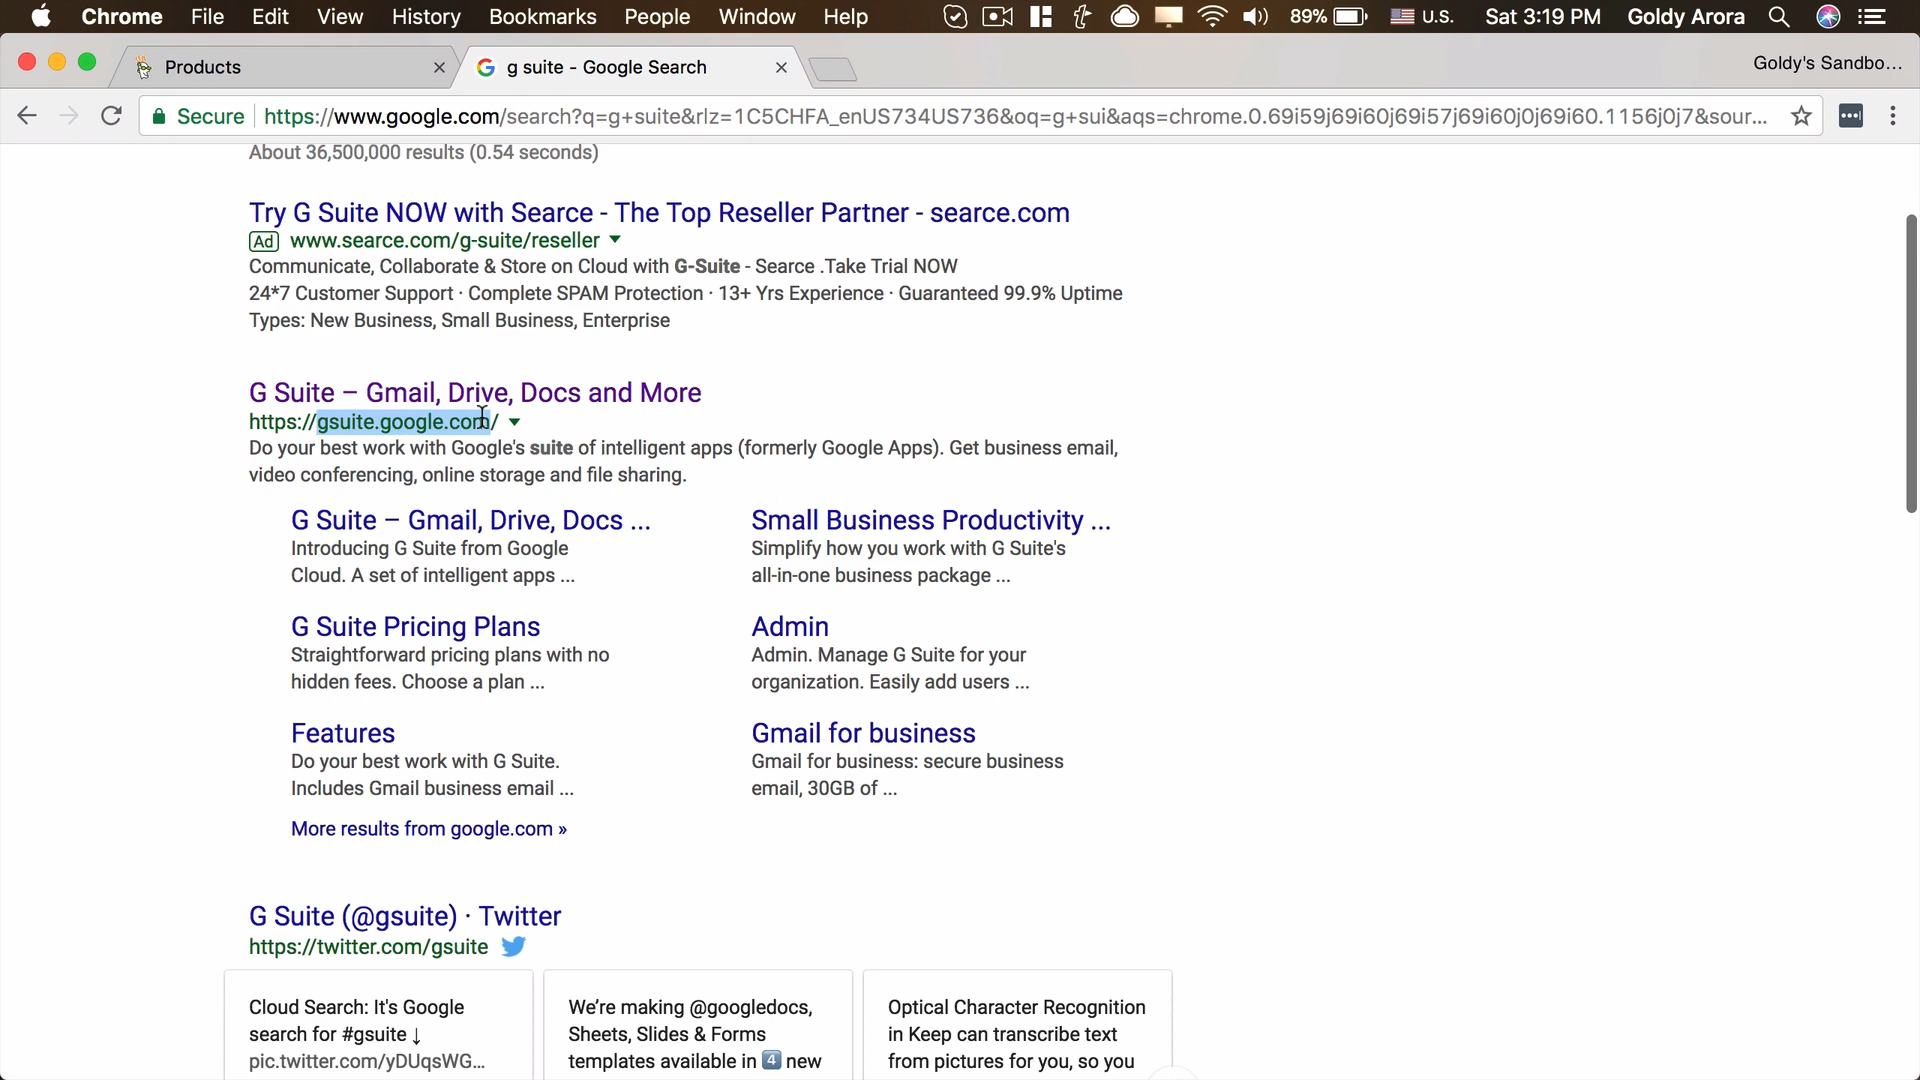 Chrome File Edit View History Bookmarks People Window Help 89% U.S. Sat 3:19 PM Goldy Arora
Products g suite - Google Search Goldy's Sandbo...
Secure https://www.google.com/search?q=g+suite&rlz=1C5CHFA_enUS734US736&oq=g+sui&aqs=chrome.0.69i59j69i60j69i57j69i60j0j69i60.1156j0j7&sour...
About 36,500,000 results (0.54 seconds)
Try G Suite NOW with Searce - The Top Reseller Partner - searce.com
Ad www.searce.com/g-suite/reseller
Communicate, Collaborate & Store on Cloud with G-Suite - Searce .Take Trial NOW
24*7 Customer Support · Complete SPAM Protection · 13+ Yrs Experience · Guaranteed 99.9% Uptime
Types: New Business, Small Business, Enterprise
G Suite – Gmail, Drive, Docs and More
https://gsuite.google.com/
Do your best work with Google's suite of intelligent apps (formerly Google Apps). Get business email,
video conferencing, online storage and file sharing.
G Suite – Gmail, Drive, Docs ...
Introducing G Suite from Google
Cloud. A set of intelligent apps ...
Small Business Productivity ...
Simplify how you work with G Suite's
all-in-one business package ...
G Suite Pricing Plans
Straightforward pricing plans with no
hidden fees. Choose a plan ...
Admin
Admin. Manage G Suite for your
organization. Easily add users ...
Features
Do your best work with G Suite.
Includes Gmail business email ...
Gmail for business
Gmail for business: secure business
email, 30GB of ...
More results from google.com »
G Suite (@gsuite) · Twitter
https://twitter.com/gsuite
Cloud Search: It's Google
search for #gsuite ↓
pic.twitter.com/yDUqsWG...
We're making @googledocs,
Sheets, Slides & Forms
templates available in 4️⃣ new
Optical Character Recognition
in Keep can transcribe text
from pictures for you, so you